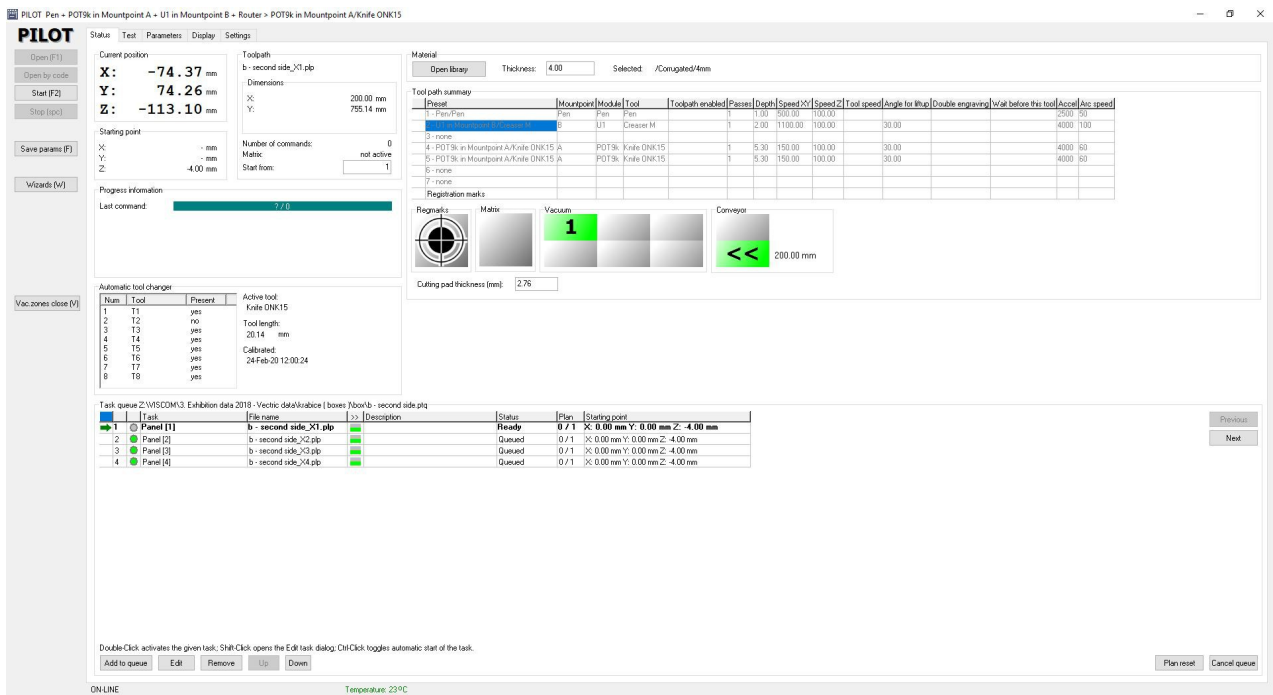 PILOT Pen + POT9k in Mountpoint A + U1 in Mountpoint B + Router > POT9k in Mountpoint A/Knife ONK15
PILOT
Open (F1)
Open by code
Start (F2)
Stop (spc)
Save params (F)
Wizards (W)
Vac.zones close (V)
Status Test Parameters Display Settings
Current position
X: -74.37 mm
Y: 74.26 mm
Z: -113.10 mm
Starting point
X: - mm
Y: - mm
Z: -4.00 mm
Toolpath
b - second side_X1.plp
Dimensions
X: 200.00 mm
Y: 755.14 mm
Number of commands: 0
Matrix: not active
Start from: 1
Progress information
Last command: ? / 0
Automatic tool changer
Num Tool Present
1 T1 yes
2 T2 no
3 T3 yes
4 T4 yes
5 T5 yes
6 T6 yes
7 T7 yes
8 T8 yes
Active tool:
Knife ONK15
Tool length:
20.14 mm
Calibrated:
24-Feb-20 12:00:24
Material
Open library Thickness: 4.00 Selected: /Corrugated/4mm
Tool path summary
Preset Mountpoint Module Tool Toolpath enabled Passes Depth Speed XY Speed Z Tool speed Angle for liftup Double engraving Wait before this tool Accel Arc speed
1 - Pen/Pen Pen Pen Pen 1 1.00 500.00 100.00 2500 50
2 - U1 in Mountpoint B/Creaser M B U1 Creaser M 1 2.00 1100.00 100.00 30.00 4000 100
3 - none
4 - POT9k in Mountpoint A/Knife ONK15 A POT9k Knife ONK15 1 5.30 150.00 100.00 30.00 4000 60
5 - POT9k in Mountpoint A/Knife ONK15 A POT9k Knife ONK15 1 5.30 150.00 100.00 30.00 4000 60
6 - none
7 - none
Registration marks
Regmarks Matrix Vacuum Conveyor
1
<< 200.00 mm
Cutting pad thickness (mm): 2.76
Task queue Z:\VISCOM\3. Exhibition data 2018 - Vectric data\krabice ( boxes )\box\b - second side.ptq
Task File name >> Description Status Plan Starting point
1 Panel [1] b - second side_X1.plp Ready 0 / 1 X: 0.00 mm Y: 0.00 mm Z: -4.00 mm
2 Panel [2] b - second side_X2.plp Queued 0 / 1 X: 0.00 mm Y: 0.00 mm Z: -4.00 mm
3 Panel [3] b - second side_X3.plp Queued 0 / 1 X: 0.00 mm Y: 0.00 mm Z: -4.00 mm
4 Panel [4] b - second side_X4.plp Queued 0 / 1 X: 0.00 mm Y: 0.00 mm Z: -4.00 mm
Previous
Next
Double-Click activates the given task; Shift-Click opens the Edit task dialog; Ctrl-Click toggles automatic start of the task.
Add to queue Edit Remove Up Down Plan reset Cancel queue
ON-LINE Temperature: 23°C